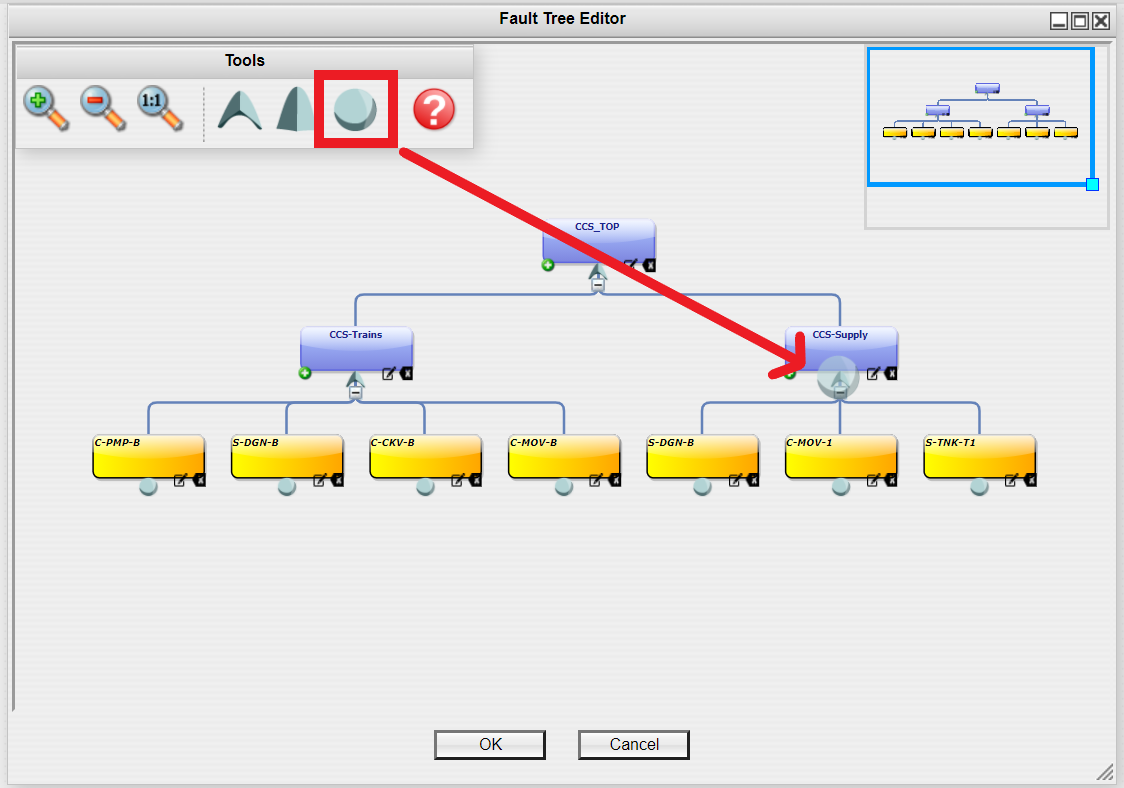 Fault Tree Editor
Tools
1:1
?
CCS_TOP
CCS-Trains
CCS-Supply
C-PMP-B
S-DGN-B
C-CKV-B
C-MOV-B
S-DGN-B
C-MOV-1
S-TNK-T1
OK
Cancel